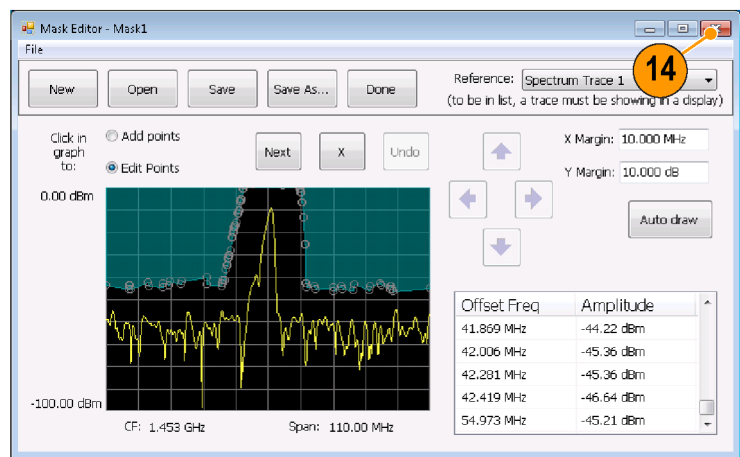 Mask Editor - Mask1
File
New Open Save Save As... Done
Reference: Spectrum Trace 1
14
(to be in list, a trace must be showing in a display)
Click in graph to:
Add points
Edit Points
Next X Undo
X Margin: 10.000 MHz
Y Margin: 10.000 dB
Auto draw
0.00 dBm
-100.00 dBm
CF: 1.453 GHz Span: 110.00 MHz
Offset Freq Amplitude
41.869 MHz -44.22 dBm
42.006 MHz -45.36 dBm
42.281 MHz -45.36 dBm
42.419 MHz -46.64 dBm
54.973 MHz -45.21 dBm